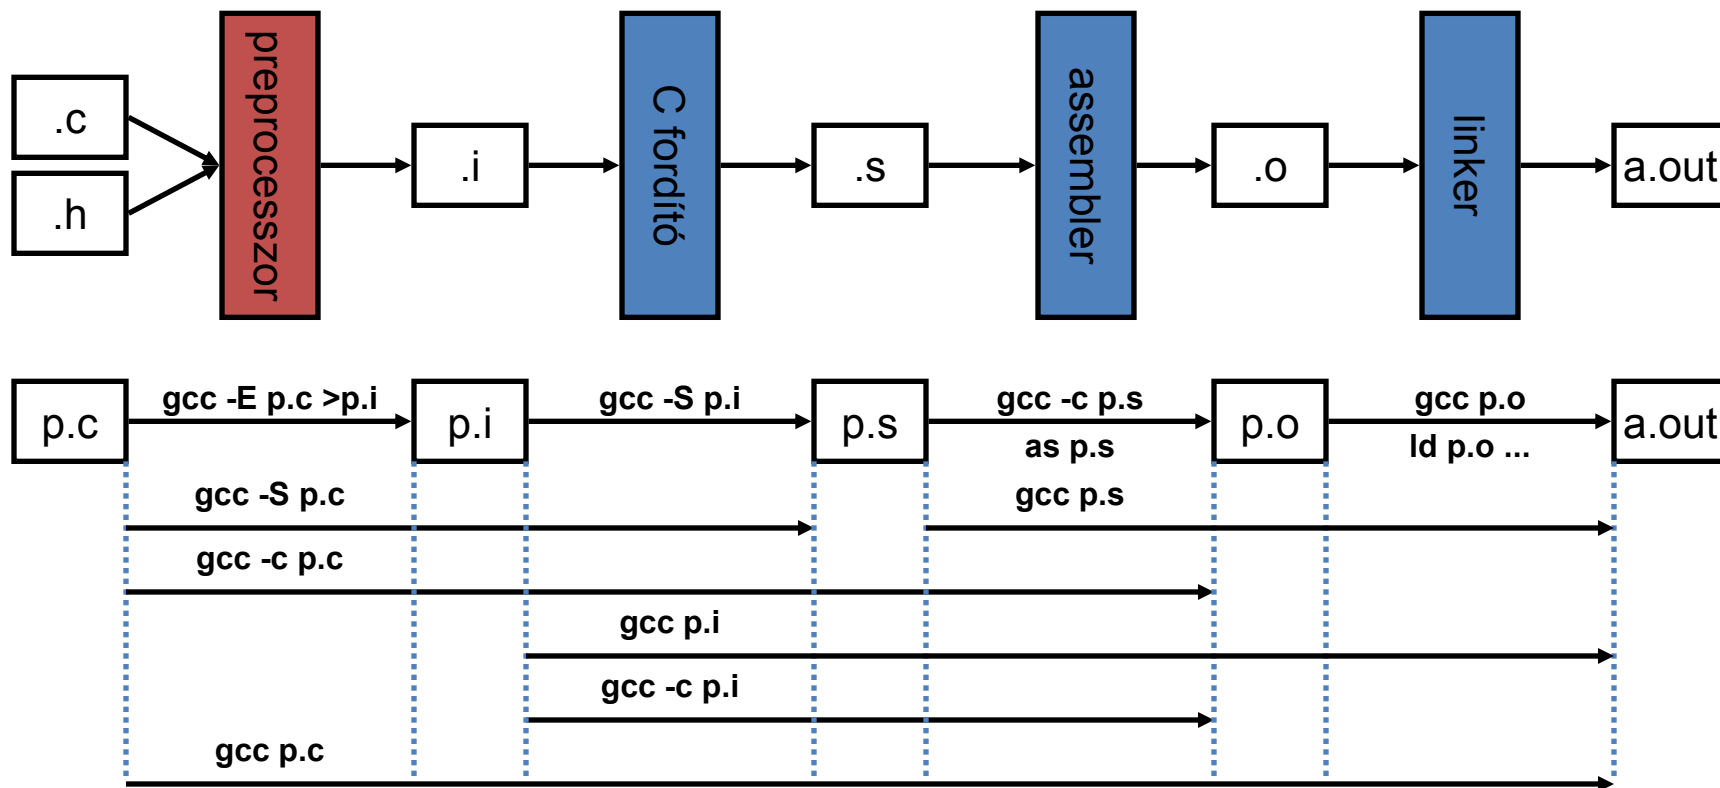 .c
.h
preprocesszor
.i
C fordító
.s
assembler
.o
linker
a.out
p.c
gcc -E p.c >p.i
p.i
gcc -S p.i
p.s
gcc -c p.s
as p.s
p.o
gcc p.o
ld p.o ...
a.out
gcc -S p.c
gcc p.s
gcc -c p.c
gcc p.i
gcc -c p.i
gcc p.c